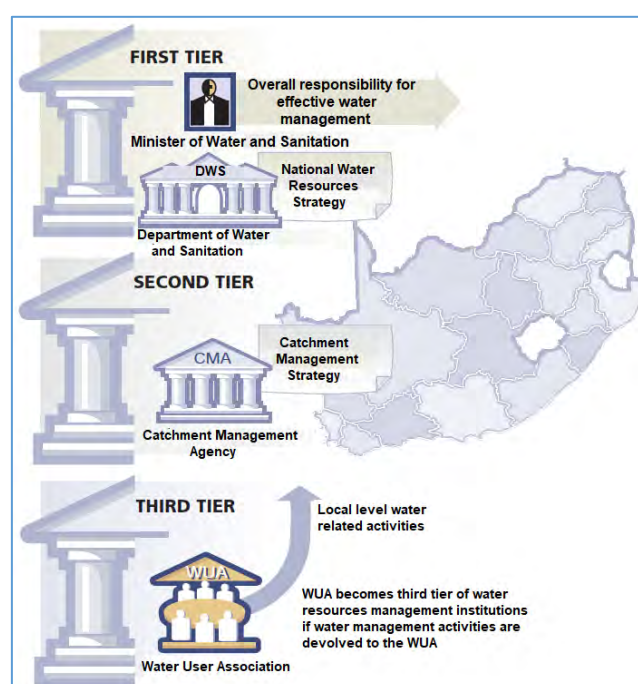 FIRST TIER
Overall responsibility for
effective water
management
Minister of Water and Sanitation
DWS
National Water
Resources
Strategy
Department of Water
and Sanitation
SECOND TIER
CMA
Catchment
Management
Strategy
Catchment Management
Agency
THIRD TIER
Local level water
related activities
WUA
WUA becomes third tier of water
resources management institutions
if water management activities are
devolved to the WUA
Water User Association